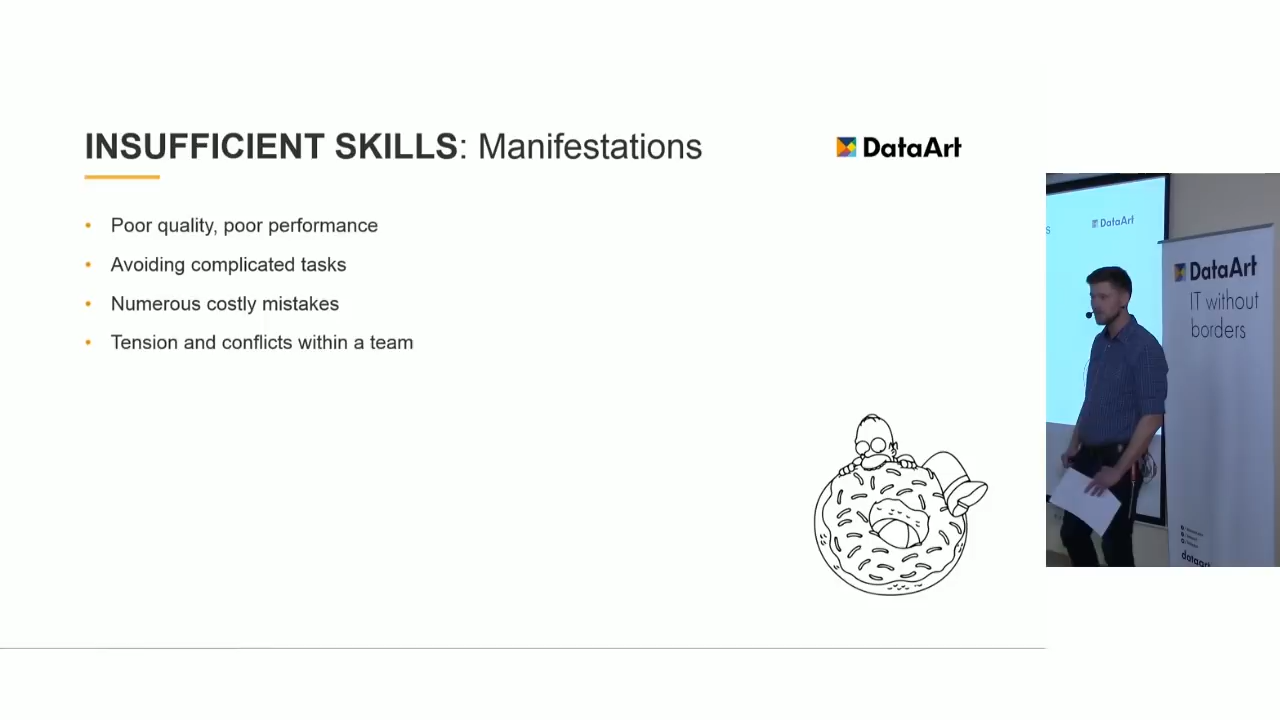 INSUFFICIENT SKILLS: Manifestations
DataArt
• Poor quality, poor performance
• Avoiding complicated tasks
• Numerous costly mistakes
• Tension and conflicts within a team
s
DataArt
DataArt
IT without
borders
dataart